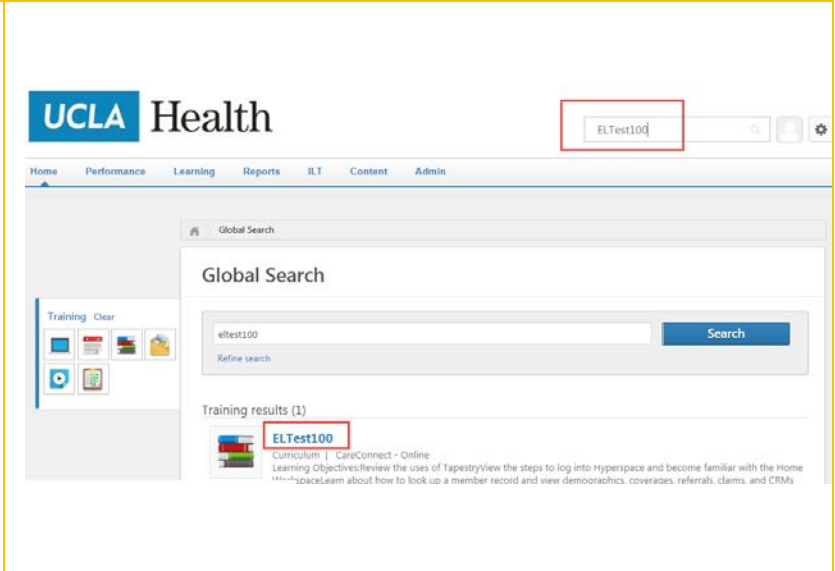 UCLA Health
ELTest100
Home Performance Learning Reports ILT Content Admin
Global Search
Global Search
Training Clear
eltest100
Search
Refine search
Training results (1)
ELTest100
Curriculum | CareConnect - Online
Learning Objectives:Review the uses of TapestryView the steps to log into Hyperspace and become familiar with the Home
WorkspaceLearn about how to look up a member record and view demographics, coverages, referrals, claims, and CRMs